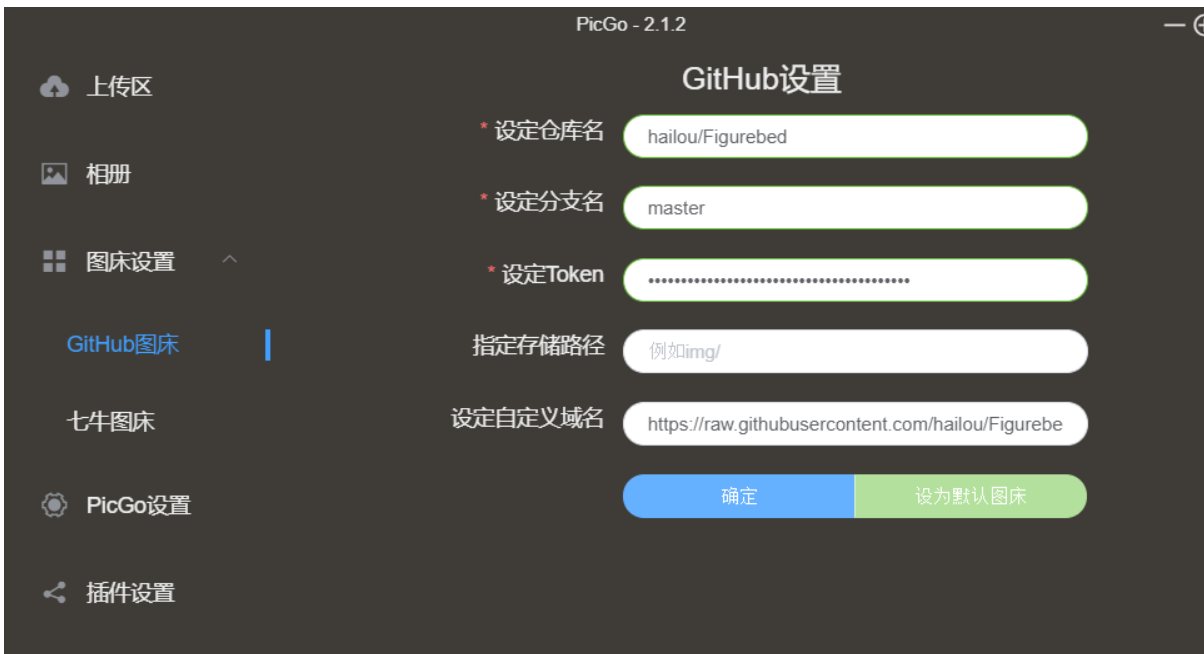 PicGo - 2.1.2
上传区
相册
图床设置
GitHub图床
七牛图床
PicGo设置
插件设置
GitHub设置
* 设定仓库名 hailou/Figurebed
* 设定分支名 master
* 设定Token ••••••••••••••••••••••••••••••••••••••••
指定存储路径 例如img/
设定自定义域名 https://raw.githubusercontent.com/hailou/Figurebe
确定 设为默认图床